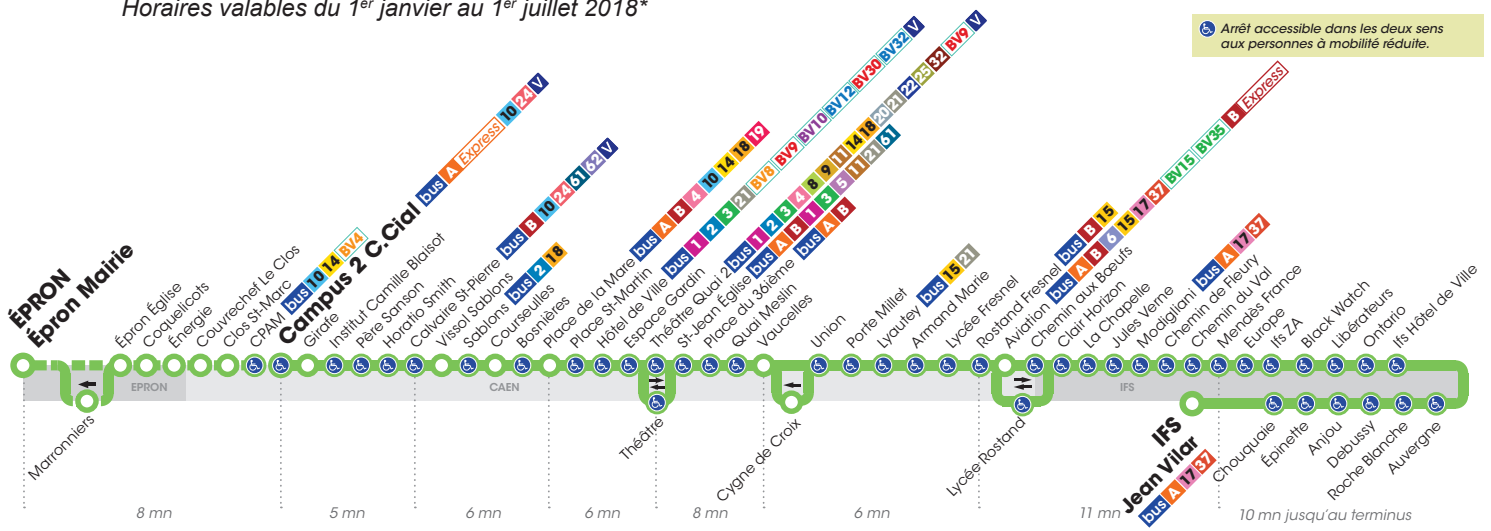 Horaires valables du 1er janvier au 1er juillet 2018*
Arrêt accessible dans les deux sens
aux personnes à mobilité réduite.
ÉPRON
Épron Mairie
Marronniers
Épron Église
Coquelicots
Énergie
Couvrechef Le Clos
Clos St-Marc
CPAM bus 10 14 BV4
Campus 2 C.Cial bus A Express 10 24 V
Girafe
Institut Camille Blaisot
Père Sanson
Horatio Smith
Calvaire St-Pierre bus B 10 24 61 62 V
Vissol Sablons
Sablons bus 2 18
Courseulles
Bosnières
Place de la Mare bus A B 4 10 14 18 19
Place St-Martin
Hôtel de Ville bus 1 2 3 21 BV8 BV9 BV10 BV12 BV30 BV32 V
Espace Gardin
Théâtre Quai 2 bus 1 2 3 4 8 9 11 14 18 20 21 22 25 32 BV9 V
Théâtre
St-Jean Église bus A B 1 3 5 11 21 61
Place du 36ième bus A B
Quai Meslin
Vaucelles
Cygne de Croix
Union
Porte Millet
Lyautey bus 15 21
Armand Marie
Lycée Fresnel
Rostand Fresnel bus B 15
Lycée Rostand
Aviation bus A B 6 15 17 37 BV15 BV35 B Express
Chemin aux Bœufs
Clair Horizon
La Chapelle
Jules Verne
Modigliani bus A 17 37
Chemin de Fleury
Chemin du Val
Mendès France
Europe
Ifs ZA
Black Watch
Libérateurs
Ontario
Ifs Hôtel de Ville
EPRON
CAEN
IFS
Auvergne
Roche Blanche
Debussy
Anjou
Épinette
Chouquaie
IFS
Jean Vilar
bus A 17 37
8 mn
5 mn
6 mn
6 mn
8 mn
6 mn
11 mn
10 mn jusqu'au terminus